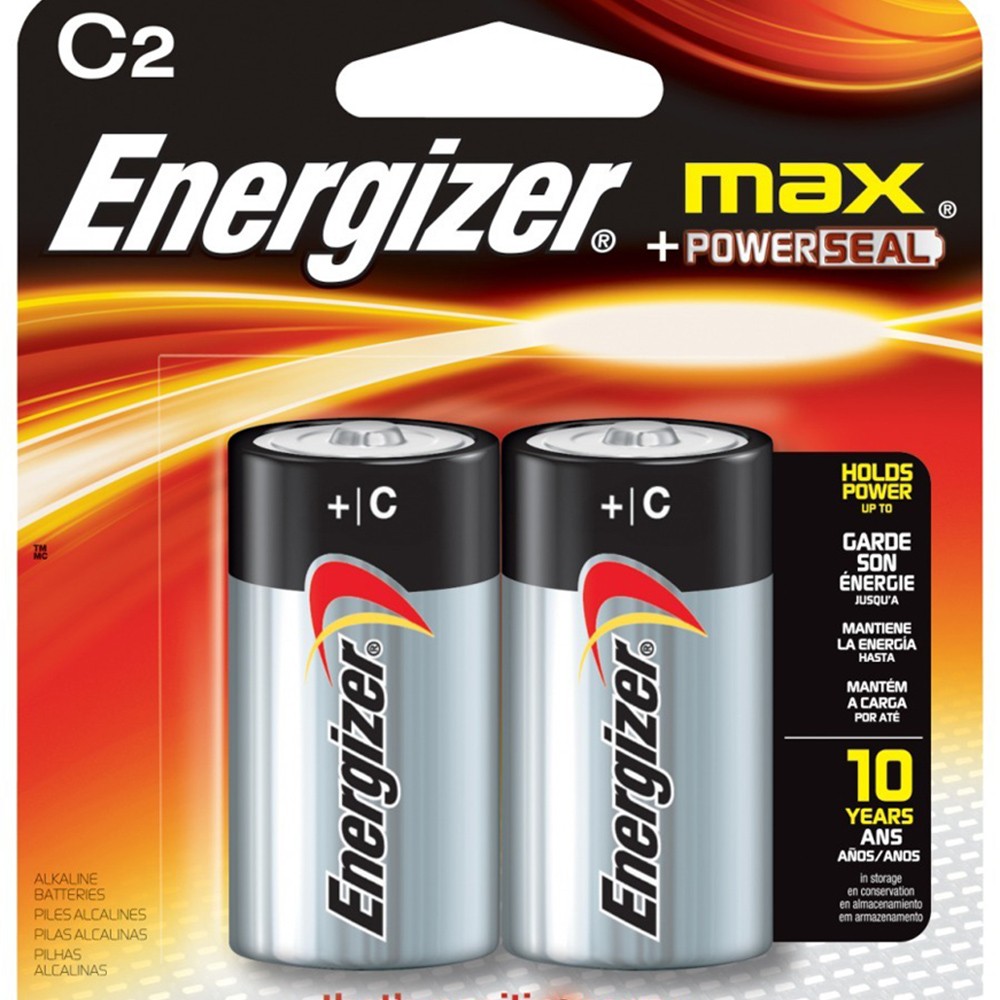 C2
Energizer® max®
+POWERSEAL
TM
MC
+|C
+|C
Energizer®
Energizer®
HOLDS
POWER
UP TO
GARDE
SON
ÉNERGIE
JUSQU'A
MANTIENE
LA ENERGÍA
HASTA
MANTÉM
A CARGA
POR ATÉ
10
YEARS
ANS
AÑOS/ANOS
in storage
en conservation
en almacenamiento
em armazenamento
ALKALINE
BATTERIES
PILES ALCALINES
PILAS ALCALINAS
PILHAS
ALCALINAS